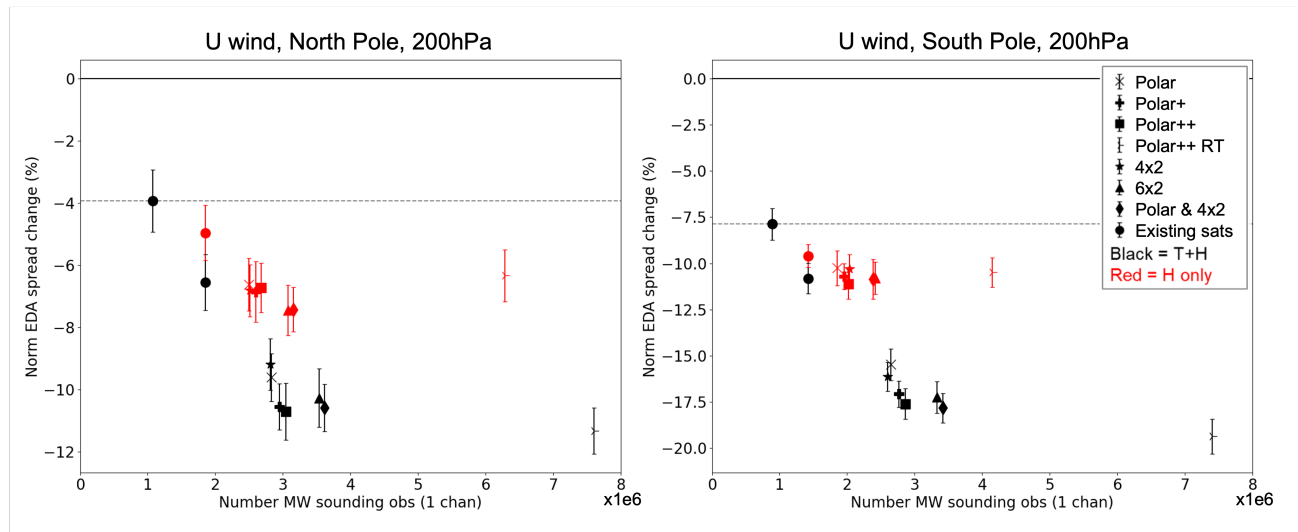 U wind, North Pole, 200hPa
Norm EDA spread change (%)
0
−2
−4
−6
−8
−10
−12
0 1 2 3 4 5 6 7 8
Number MW sounding obs (1 chan)
x1e6
U wind, South Pole, 200hPa
Norm EDA spread change (%)
0.0
−2.5
−5.0
−7.5
−10.0
−12.5
−15.0
−17.5
−20.0
0 1 2 3 4 5 6 7 8
Number MW sounding obs (1 chan)
x1e6
Polar
Polar+
Polar++
Polar++ RT
4x2
6x2
Polar & 4x2
Existing sats
Black = T+H
Red = H only